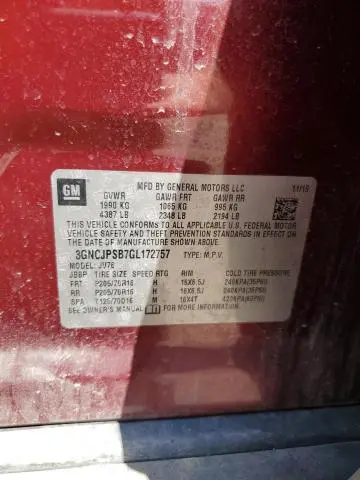 GM
MFD BY GENERAL MOTORS LLC 11/15
GVWR GAWR FRT GAWR RR
1990 KG 1065 KG 995 KG
4387 LB 2348 LB 2194 LB
THIS VEHICLE CONFORMS TO ALL APPLICABLE U.S. FEDERAL MOTOR
VEHICLE SAFETY AND THEFT PREVENTION STANDARDS IN EFFECT ON
THE DATE OF MANUFACTURE SHOWN ABOVE.
3GNCJPSB7GL172757 TYPE: M.P.V.
MODEL: JV76
TIRE SIZE SPEED RTG RIM COLD TIRE PRESSURE
FRT P205/70R16 H 16X6.5J 240KPA(35PSI)
RR P205/70R16 H 16X6.5J 240KPA(35PSI)
SPA T125/70D16 M 16X4T 420KPA(60PSI)
SEE OWNER'S MANUAL FOR MORE INFORMATION.